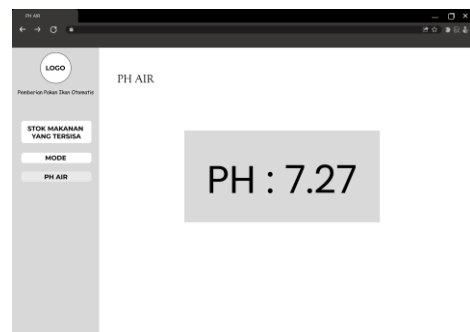 PH AIR
LOGO
Pemberian Pakan Ikan Otomatis
STOK MAKANAN
YANG TERSISA
MODE
PH AIR
PH AIR
PH : 7.27